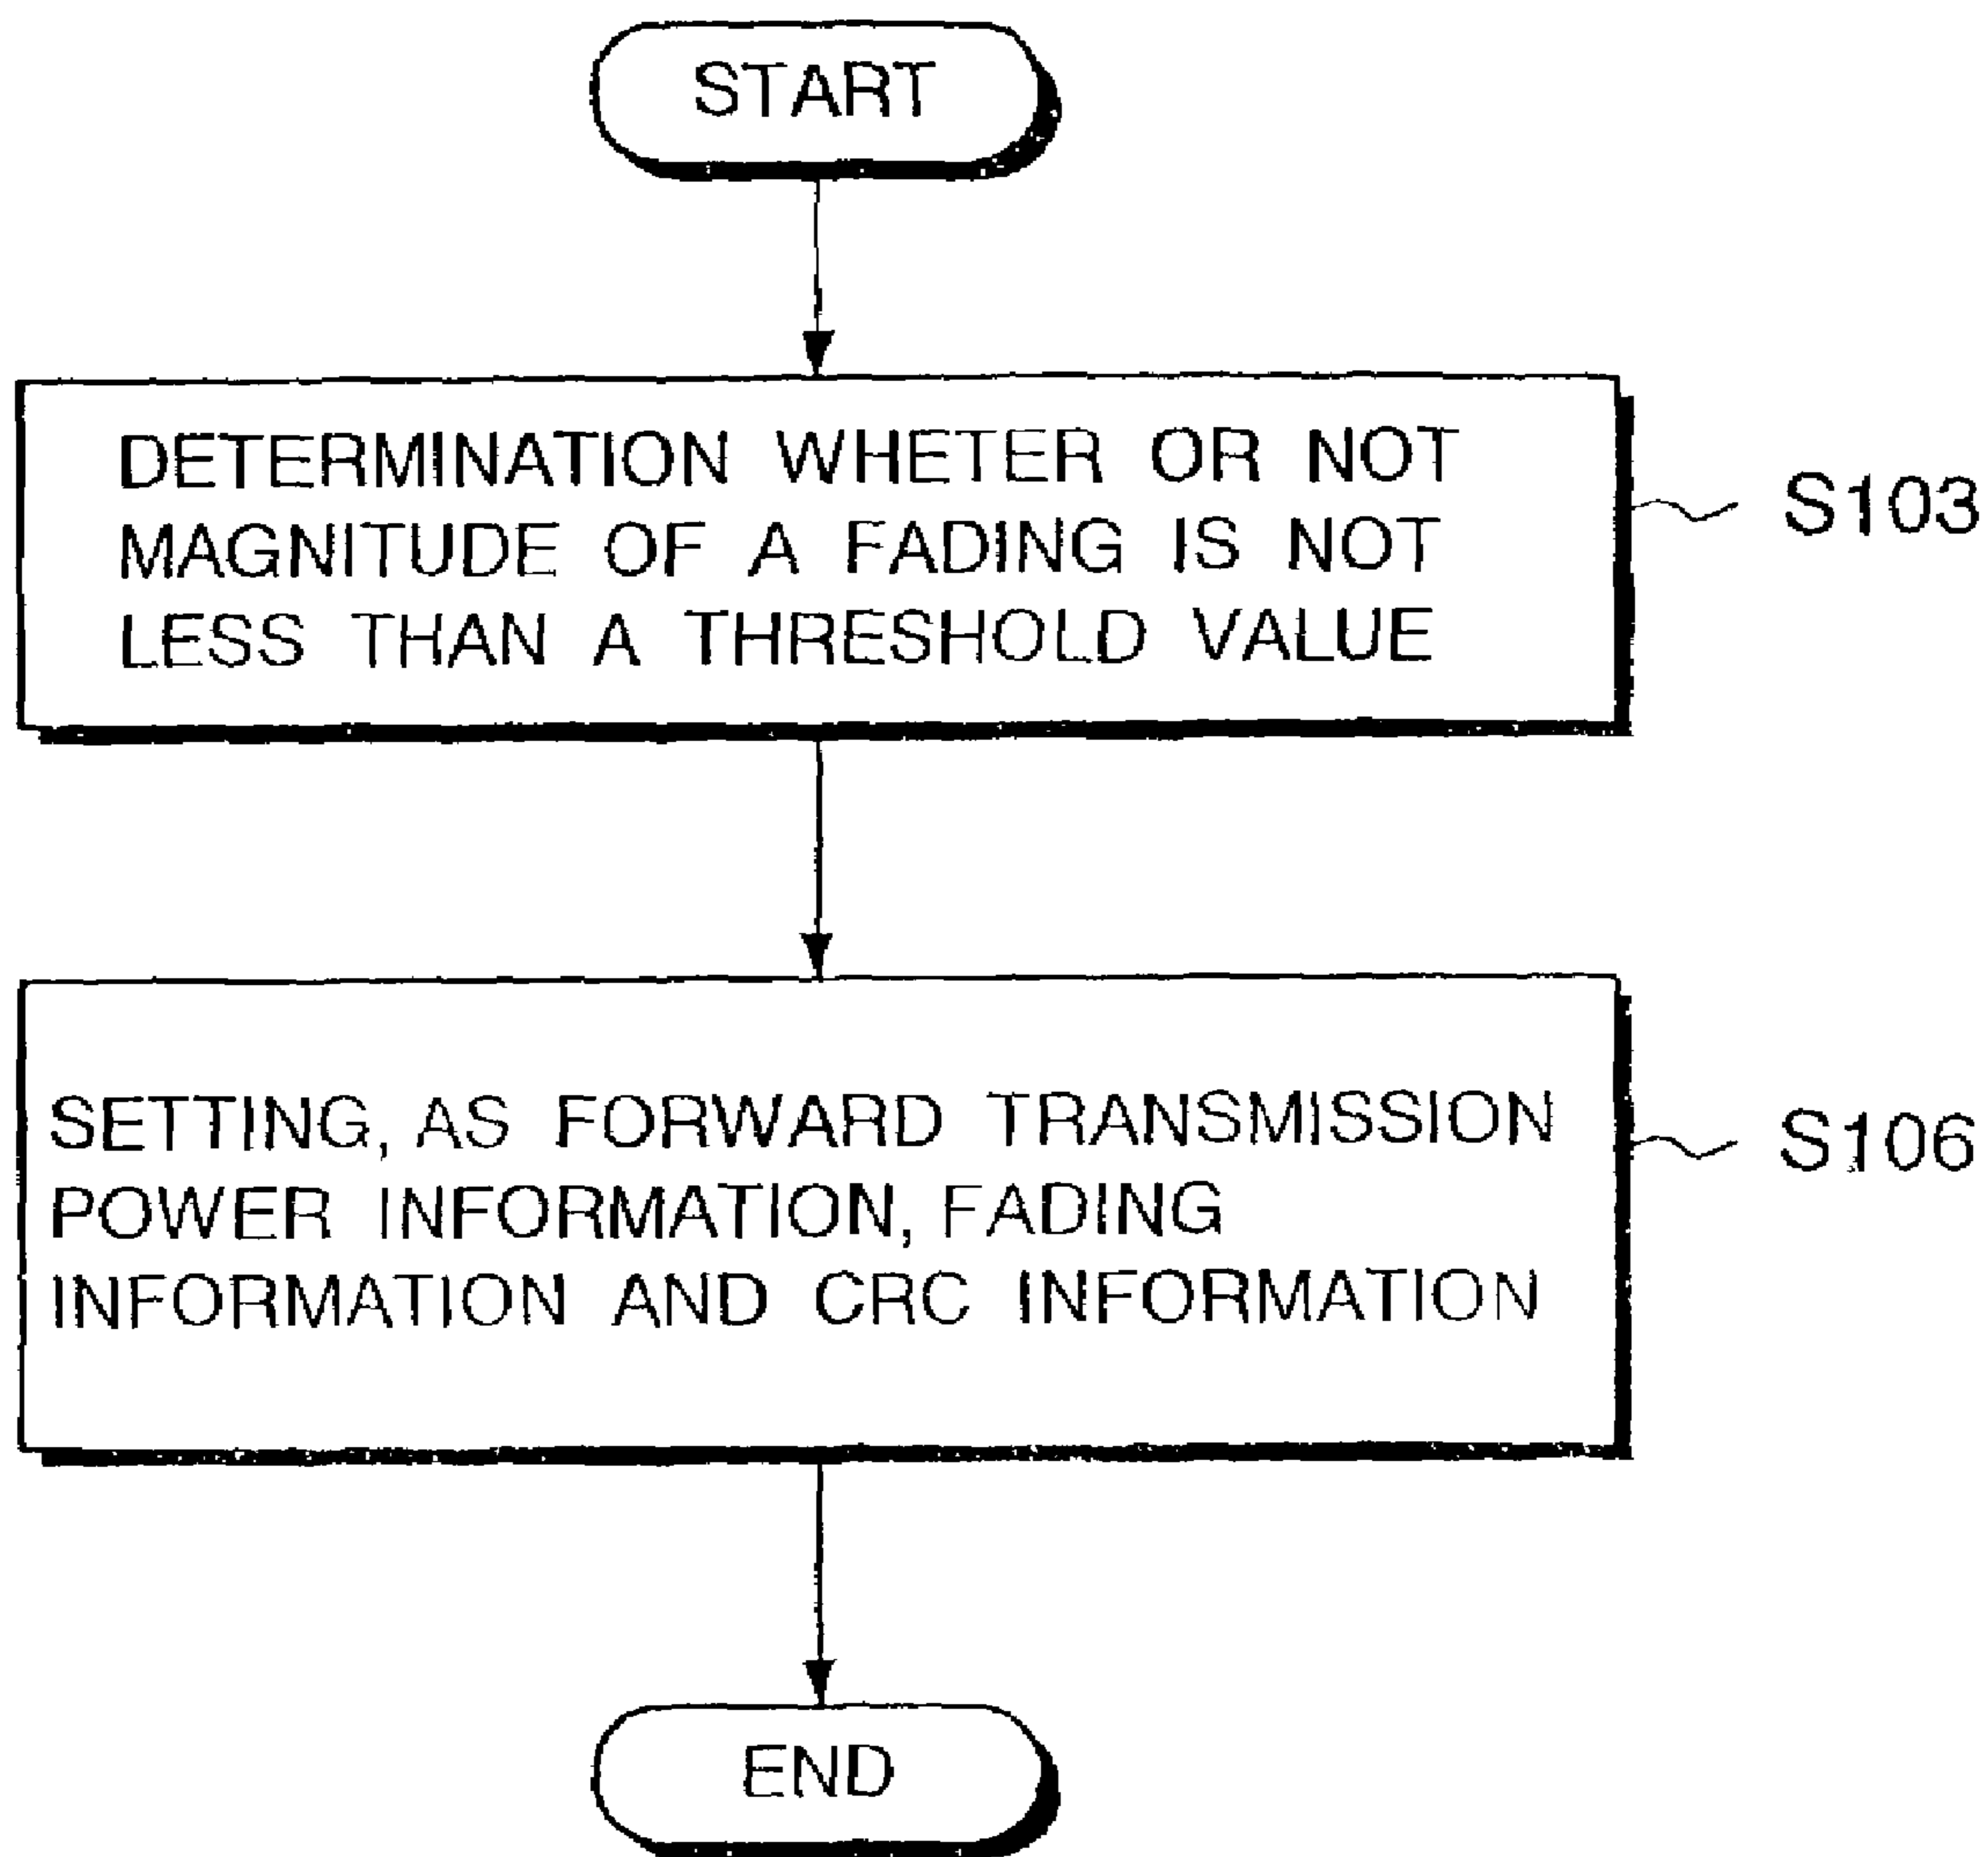 START
DETERMINATION WHETER OR NOT
MAGNITUDE OF A FADING IS NOT
LESS THAN A THRESHOLD VALUE
S103
SETTING, AS FORWARD TRANSMISSION
POWER INFORMATION, FADING
INFORMATION AND CRC INFORMATION
S106
END